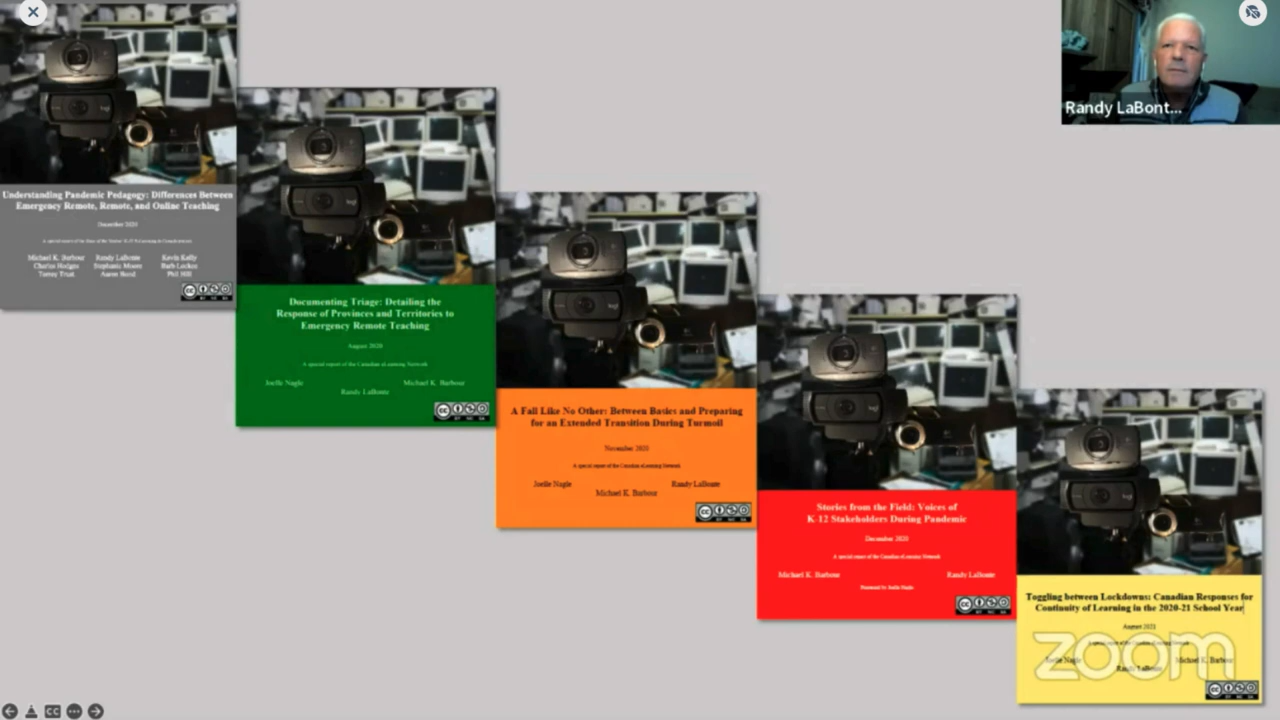 Randy LaBont...
Understanding Pandemic Pedagogy: Differences Between
Emergency Remote, Remote, and Online Teaching
December 2020
Michael K. Barbour Randy LaBonte Kevin Kelly
Charles Hodges Stephanie Moore Barb Lockee
Torrey Trust Aaron Bond Phil Hill
Documenting Triage: Detailing the
Response of Provinces and Territories to
Emergency Remote Teaching
August 2020
A special report of the Canadian eLearning Network
Joelle Nagle Michael K. Barbour
Randy LaBonte
A Fall Like No Other: Between Basics and Preparing
for an Extended Transition During Turmoil
November 2020
A special report of the Canadian eLearning Network
Joelle Nagle Randy LaBonte
Michael K. Barbour
Stories from the Field: Voices of
K-12 Stakeholders During Pandemic
December 2020
A special report of the Canadian eLearning Network
Michael K. Barbour Randy LaBonte
Foreword by Joelle Nagle
Toggling between Lockdowns: Canadian Responses for
Continuity of Learning in the 2020-21 School Year
August 2021
Joelle Nagle Michael K. Barbour
Randy LaBonte
zoom
CC